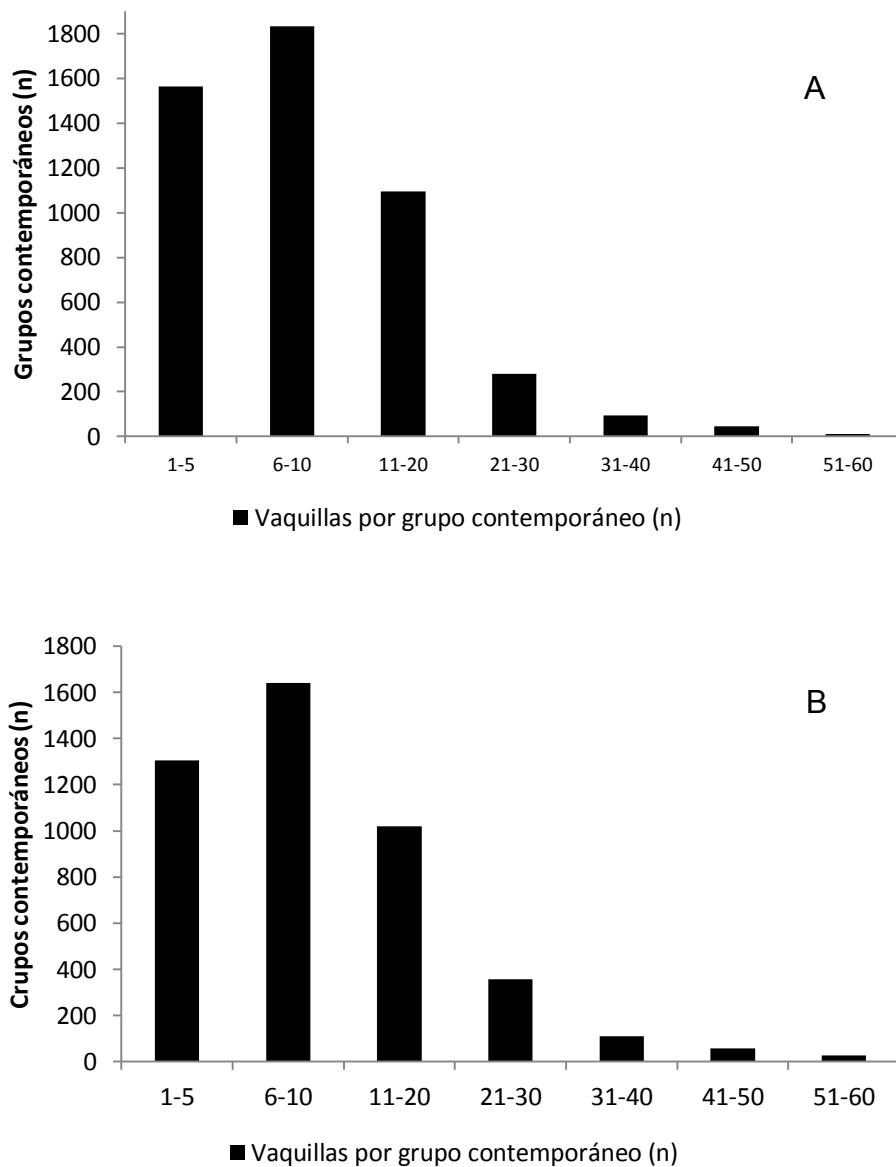 1800
1600
1400
1200
1000
800
600
400
200
0
Grupos contemporáneos (n)
A
1-5 6-10 11-20 21-30 31-40 41-50 51-60
Vaquillas por grupo contemporáneo (n)
1800
1600
1400
1200
1000
800
600
400
200
0
Crupos contemporáneos (n)
B
1-5 6-10 11-20 21-30 31-40 41-50 51-60
Vaquillas por grupo contemporáneo (n)